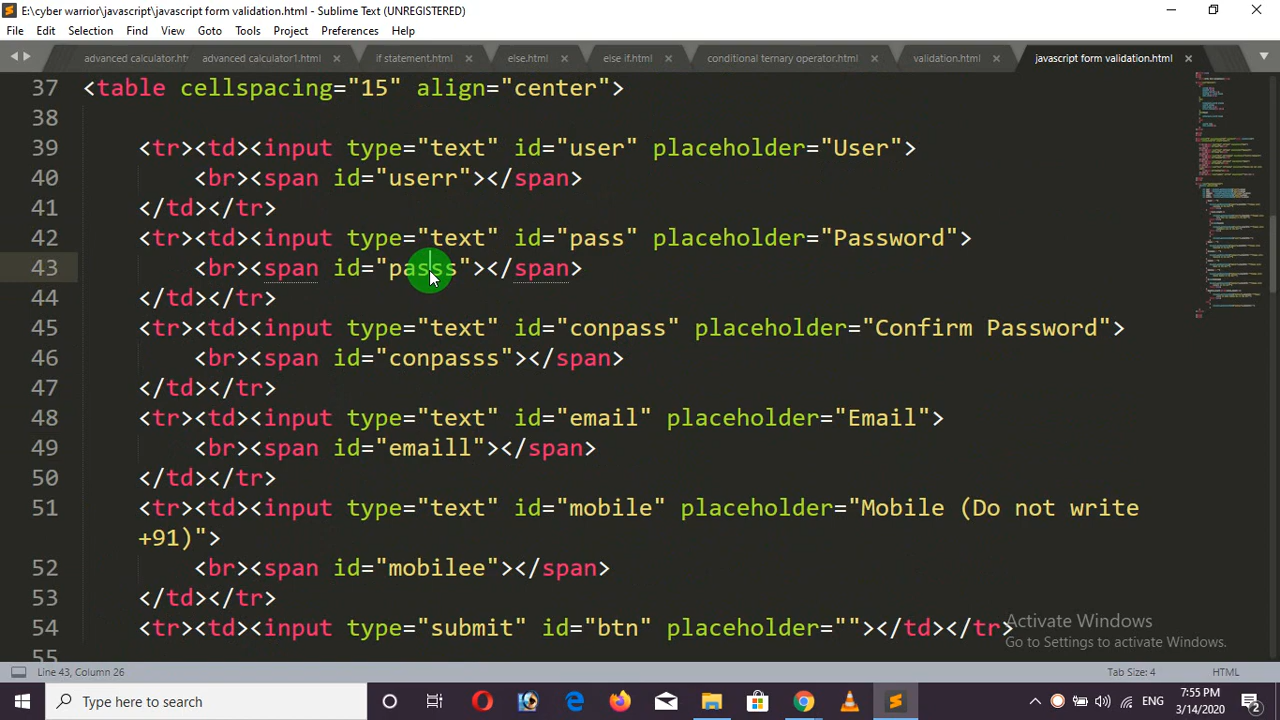 E:\cyber warrior\javascript\javascript form validation.html - Sublime Text (UNREGISTERED)
File Edit Selection Find View Goto Tools Project Preferences Help
advanced calculator.html advanced calculator1.html if statement.html else.html else if.html conditional ternary operator.html validation.html javascript form validation.html
37 <table cellspacing="15" align="center">
38
39 <tr><td><input type="text" id="user" placeholder="User">
40 <br><span id="userr"></span>
41 </td></tr>
42 <tr><td><input type="text" id="pass" placeholder="Password">
43 <br><span id="passs"></span>
44 </td></tr>
45 <tr><td><input type="text" id="conpass" placeholder="Confirm Password">
46 <br><span id="conpasss"></span>
47 </td></tr>
48 <tr><td><input type="text" id="email" placeholder="Email">
49 <br><span id="emaill"></span>
50 </td></tr>
51 <tr><td><input type="text" id="mobile" placeholder="Mobile (Do not write
+91)">
52 <br><span id="mobilee"></span>
53 </td></tr>
54 <tr><td><input type="submit" id="btn" placeholder=""></td></tr>
55
Activate Windows
Go to Settings to activate Windows.
Line 43, Column 26 Tab Size: 4 HTML
Type here to search ENG 7:55 PM
3/14/2020 2